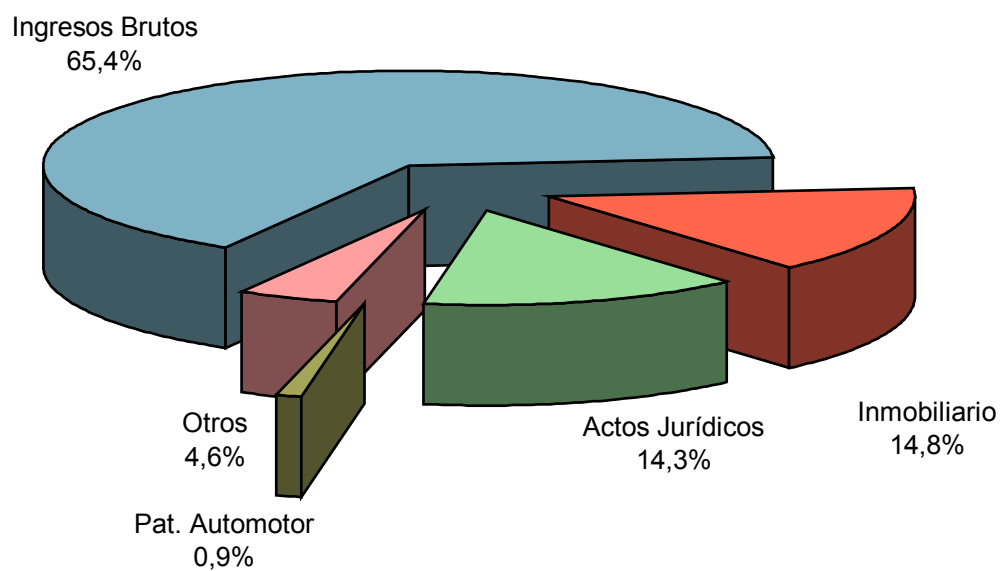 Ingresos Brutos
65,4%
Otros
4,6%
Pat. Automotor
0,9%
Actos Jurídicos
14,3%
Inmobiliario
14,8%